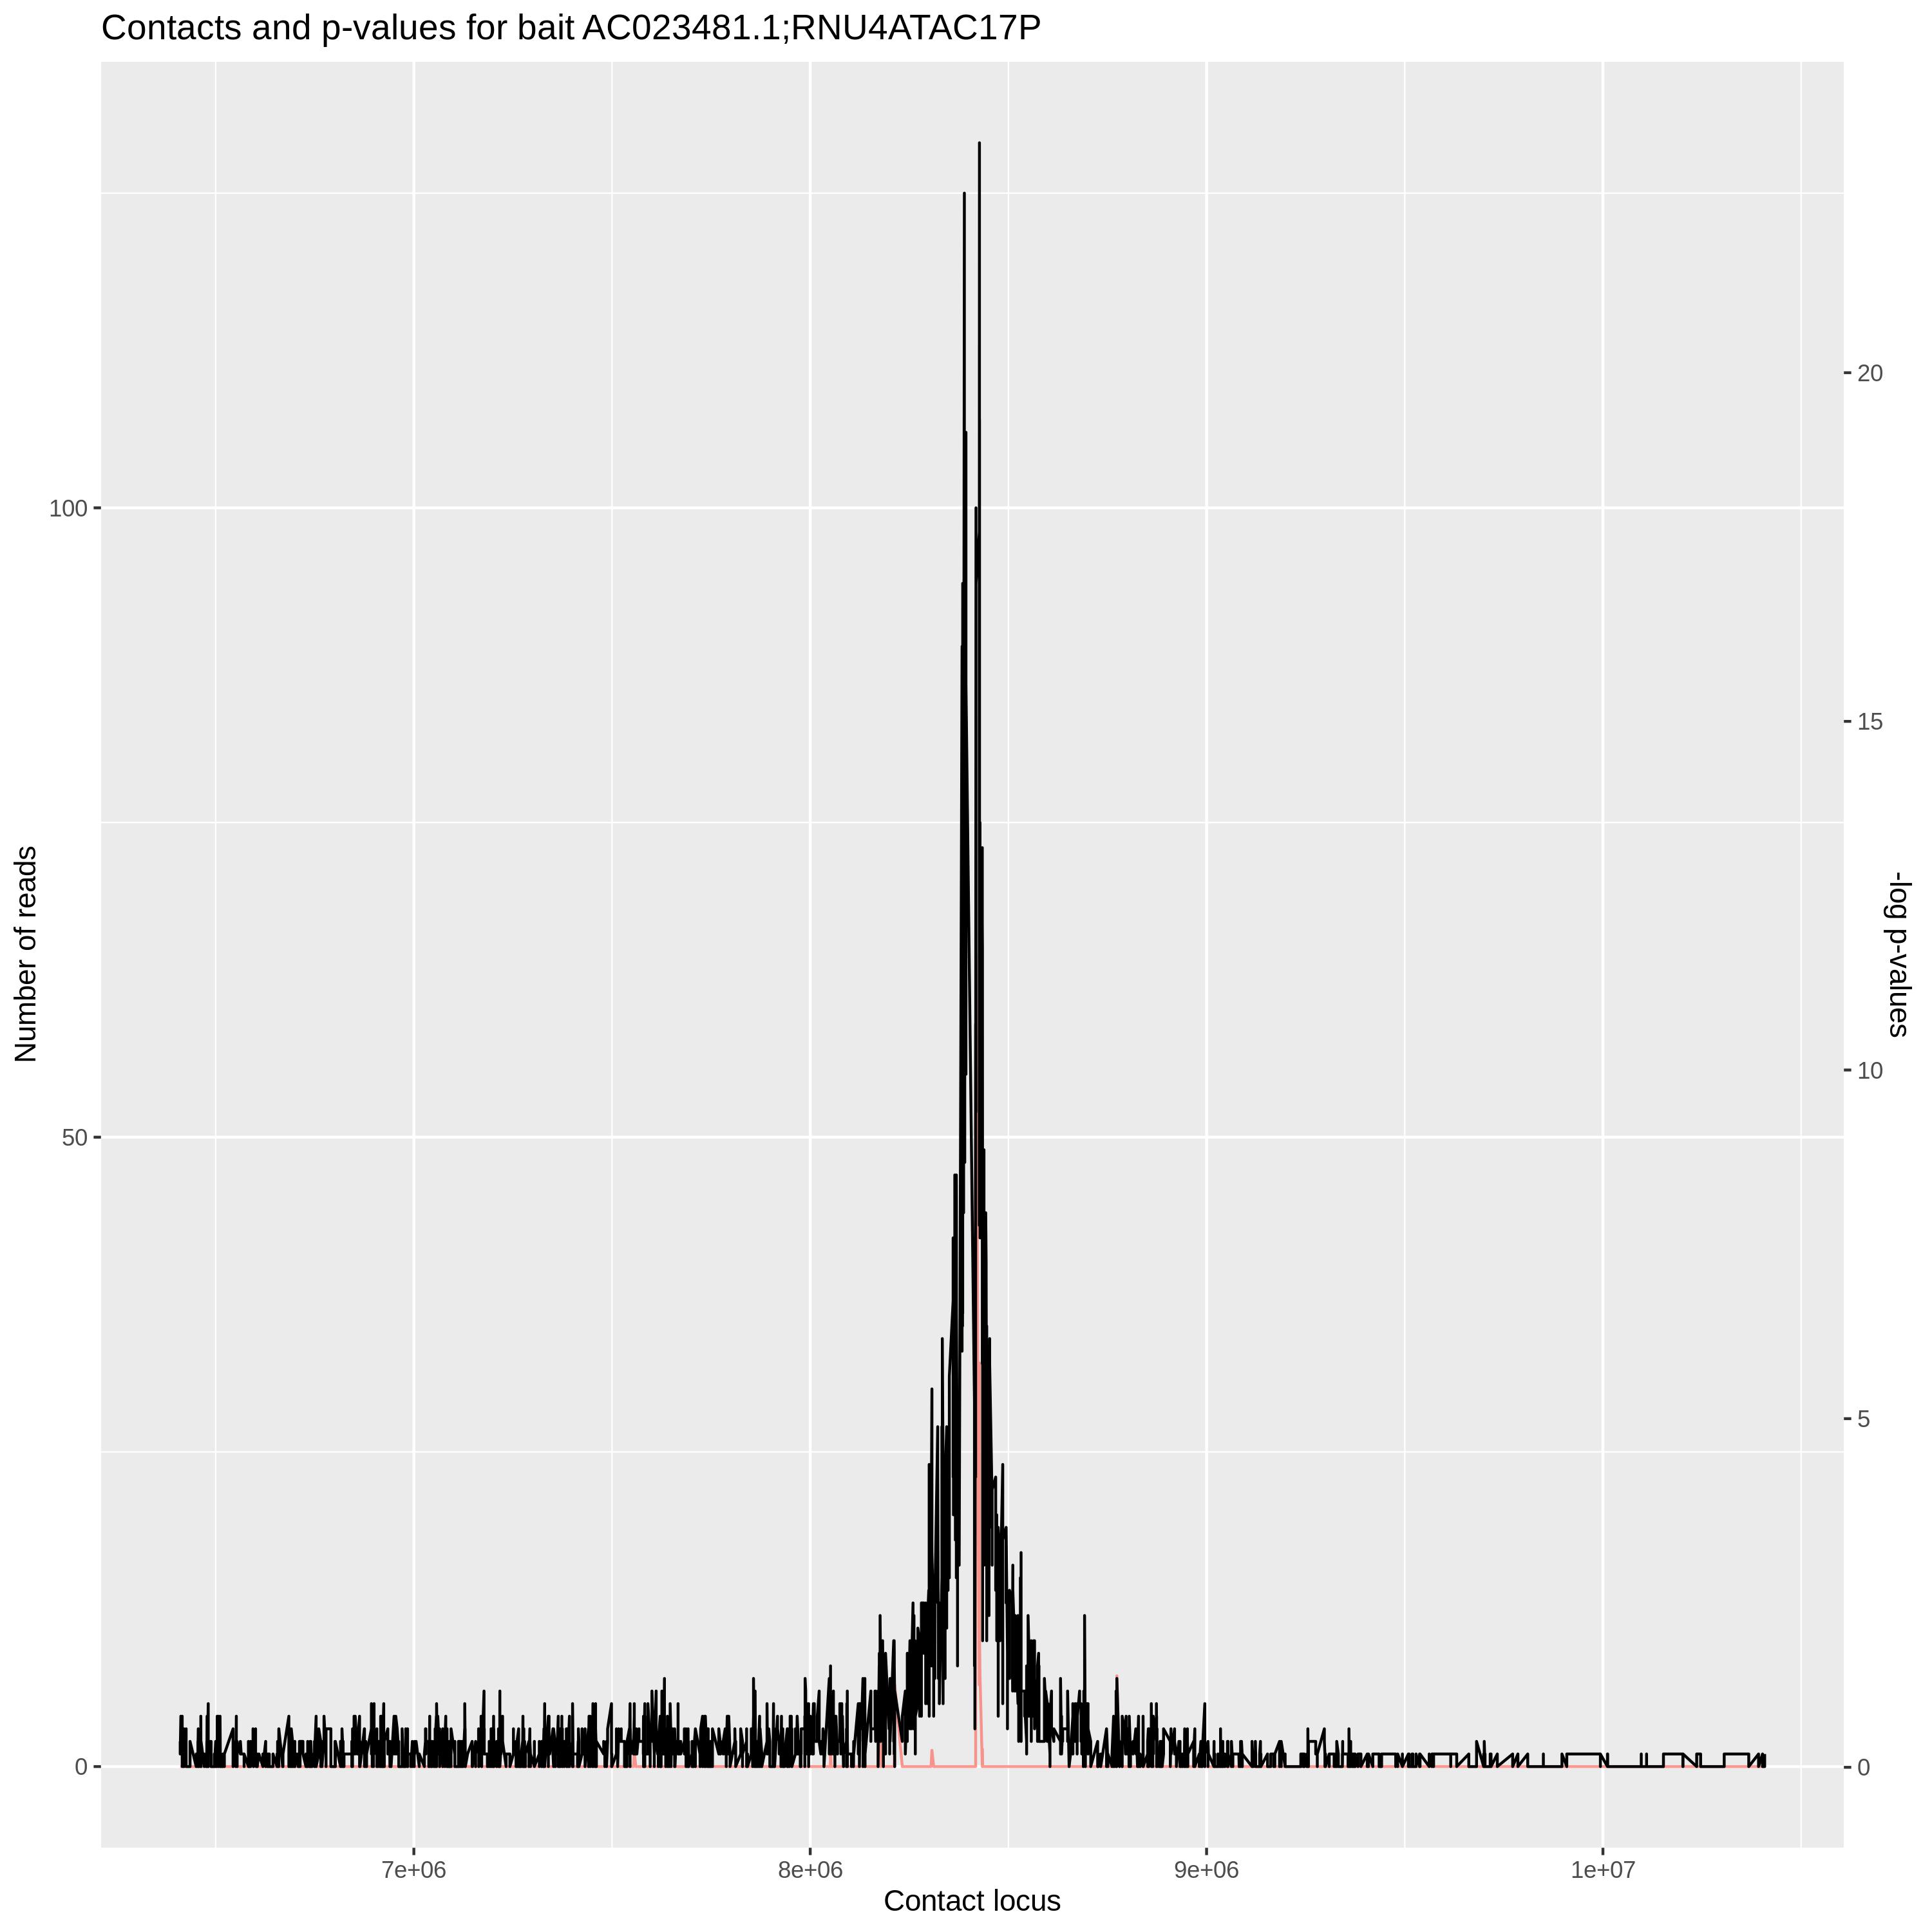 Contacts and p-values for bait AC023481.1;RNU4ATAC17P
100
50
0
Number of reads
20
15
10
5
0
-log p-values
7e+06
8e+06
9e+06
1e+07
Contact locus